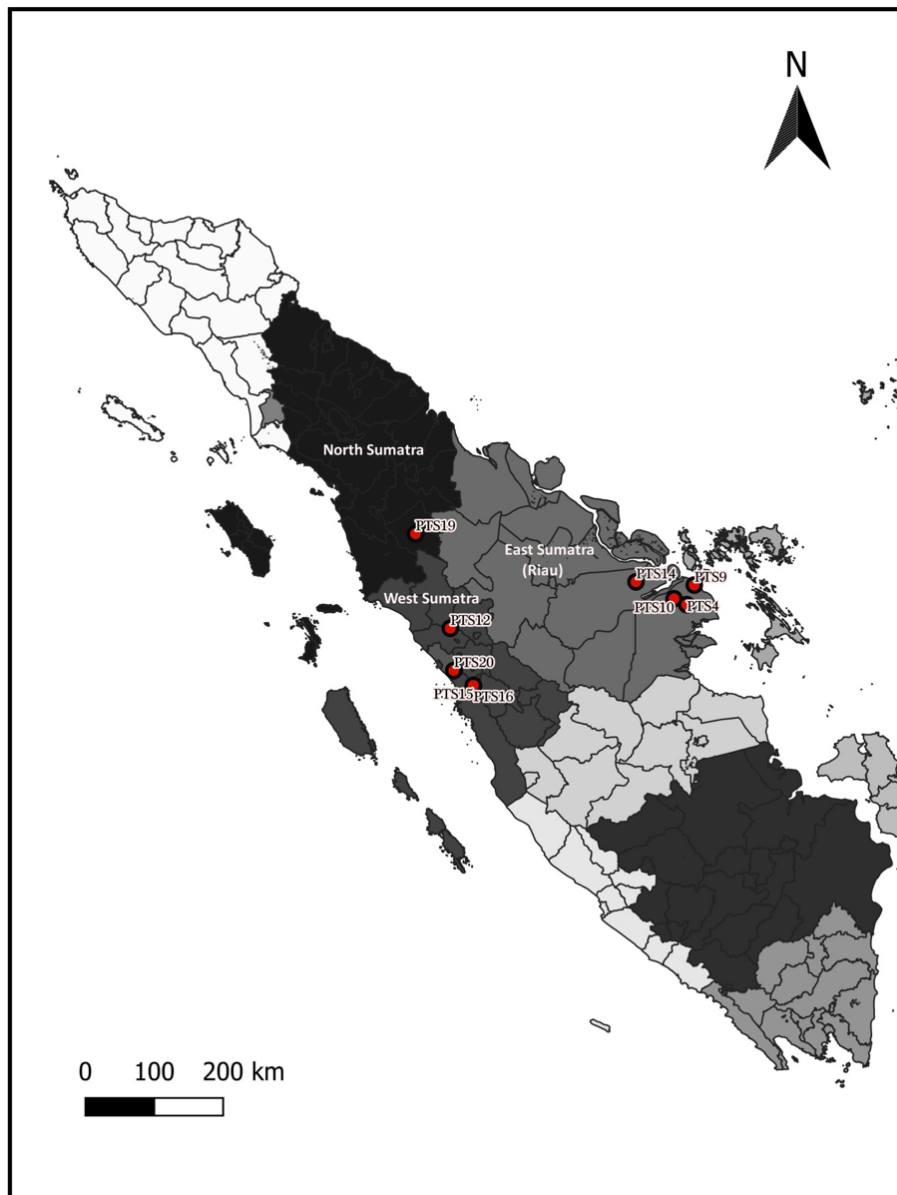 N
North Sumatra
PTS19
East Sumatra
(Riau)
PTS14
PTS9
West Sumatra
PTS10
PTS4
PTS12
PTS20
PTS15
PTS16
0 100 200 km